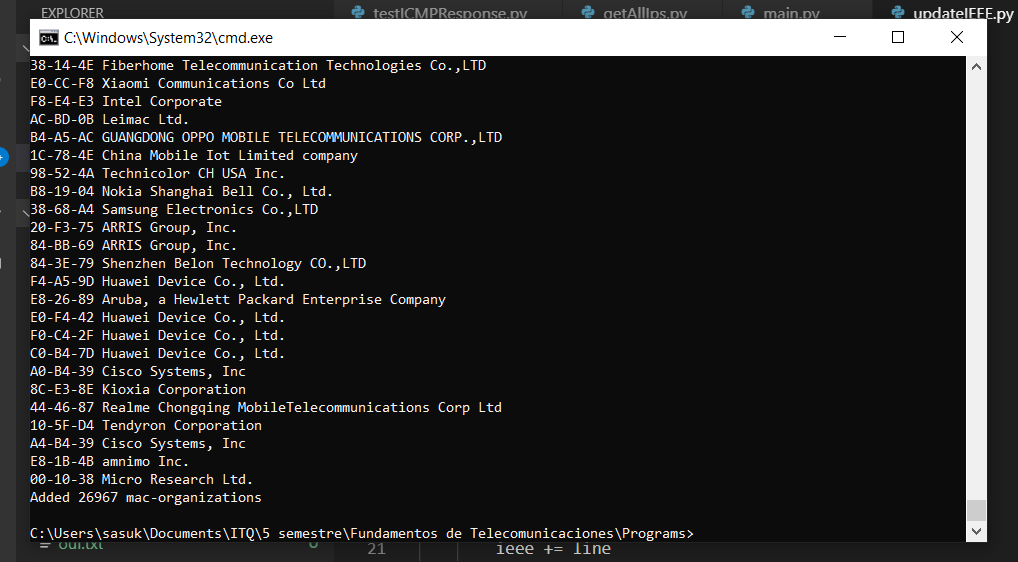 EXPLORER
testICMPResponse.py
getAllIps.py
main.py
updateIEEE.py
C:\Windows\System32\cmd.exe
38-14-4E Fiberhome Telecommunication Technologies Co.,LTD
E0-CC-F8 Xiaomi Communications Co Ltd
F8-E4-E3 Intel Corporate
AC-BD-0B Leimac Ltd.
B4-A5-AC GUANGDONG OPPO MOBILE TELECOMMUNICATIONS CORP.,LTD
1C-78-4E China Mobile Iot Limited company
98-52-4A Technicolor CH USA Inc.
B8-19-04 Nokia Shanghai Bell Co., Ltd.
38-68-A4 Samsung Electronics Co.,LTD
20-F3-75 ARRIS Group, Inc.
84-BB-69 ARRIS Group, Inc.
84-3E-79 Shenzhen Belon Technology CO.,LTD
F4-A5-9D Huawei Device Co., Ltd.
E8-26-89 Aruba, a Hewlett Packard Enterprise Company
E0-F4-42 Huawei Device Co., Ltd.
F0-C4-2F Huawei Device Co., Ltd.
C0-B4-7D Huawei Device Co., Ltd.
A0-B4-39 Cisco Systems, Inc
8C-E3-8E Kioxia Corporation
44-46-87 Realme Chongqing MobileTelecommunications Corp Ltd
10-5F-D4 Tendyron Corporation
A4-B4-39 Cisco Systems, Inc
E8-1B-4B amnimo Inc.
00-10-38 Micro Research Ltd.
Added 26967 mac-organizations
C:\Users\sasuk\Documents\ITQ\5 semestre\Fundamentos de Telecomunicaciones\Programs>
oui.txt
21 ieee += line